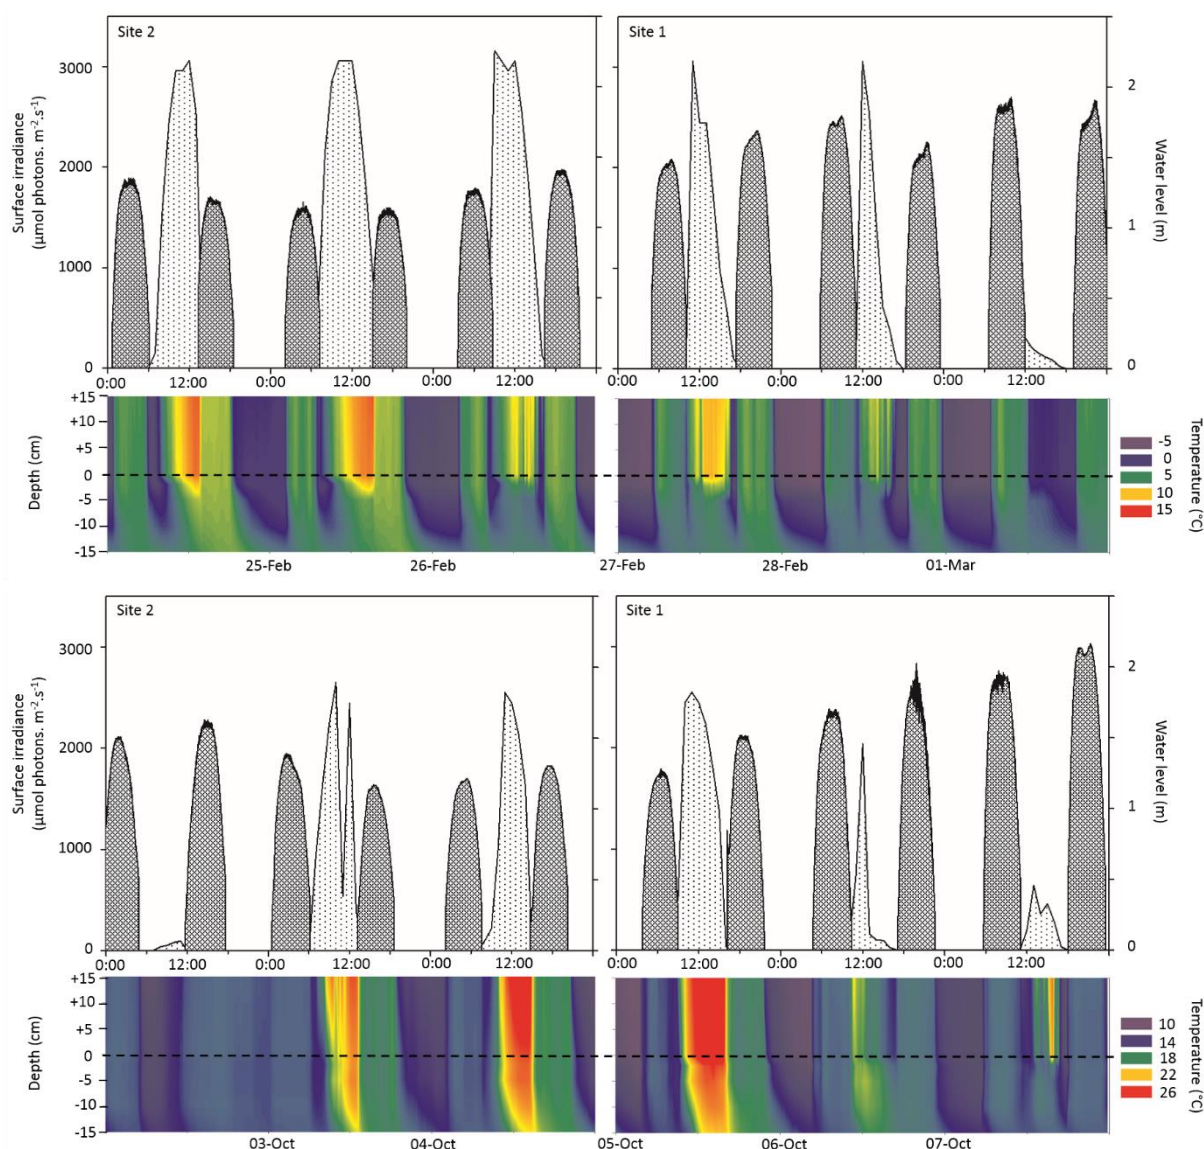 Site 2
Site 1
3000
2000
1000
0
Surface irradiance
(µmol photons. m⁻².s⁻¹)
2
1
0
Water level (m)
0:00 12:00 0:00 12:00 0:00 12:00
0:00 12:00 0:00 12:00 0:00 12:00
+15
+10
+5
0
-5
-10
-15
Depth (cm)
-5
0
5
10
15
Temperature (°C)
25-Feb 26-Feb 27-Feb 28-Feb 01-Mar
Site 2
Site 1
3000
2000
1000
0
Surface irradiance
(µmol photons. m⁻².s⁻¹)
2
1
0
Water level (m)
0:00 12:00 0:00 12:00 0:00 12:00
0:00 12:00 0:00 12:00 0:00 12:00
+15
+10
+5
0
-5
-10
-15
Depth (cm)
10
14
18
22
26
Temperature (°C)
03-Oct 04-Oct 05-Oct 06-Oct 07-Oct